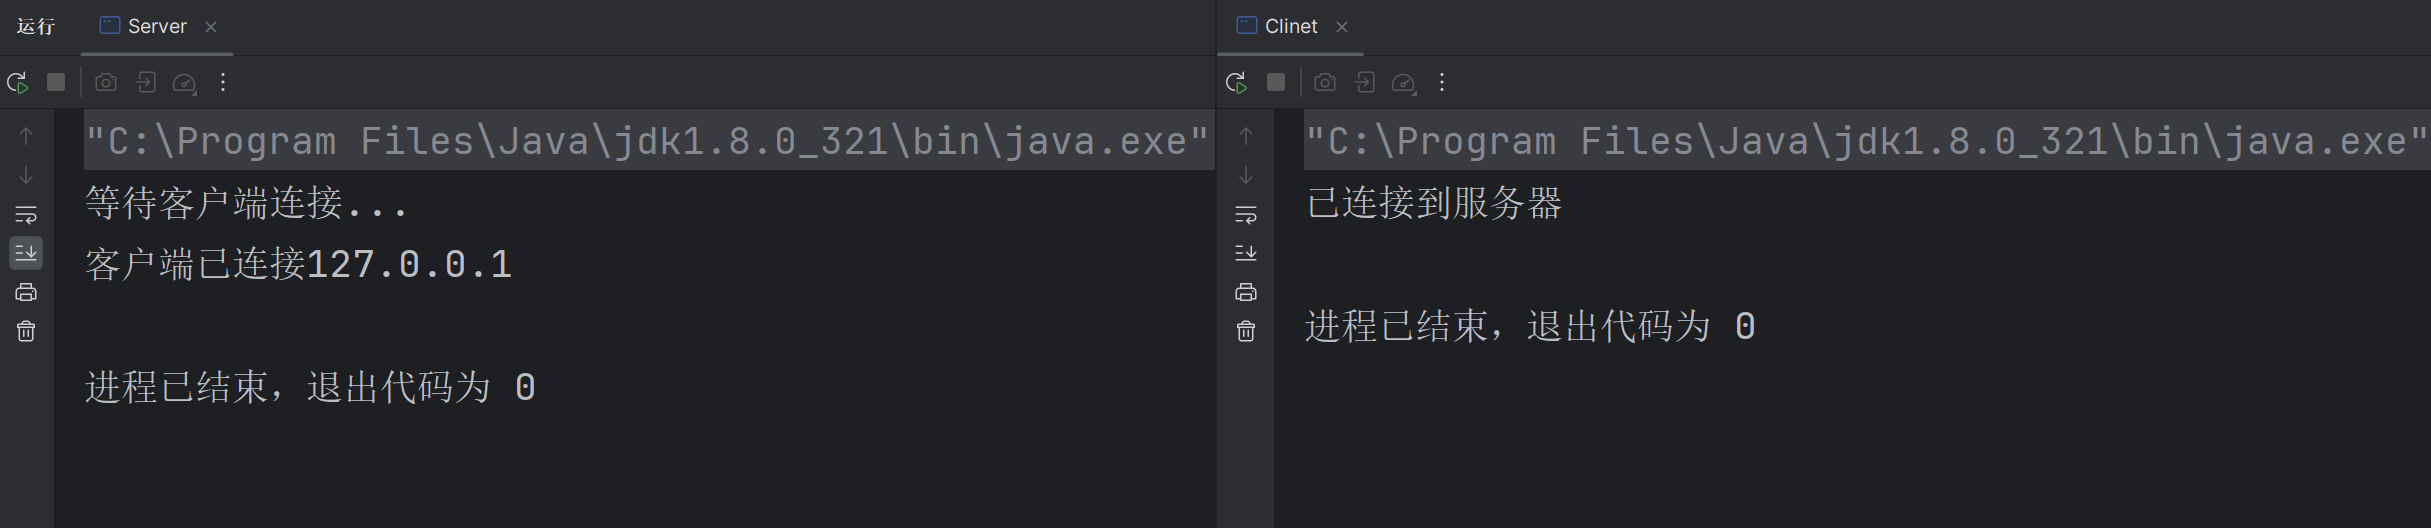 运行
Server
"C:\Program Files\Java\jdk1.8.0_321\bin\java.exe"
等待客户端连接...
客户端已连接127.0.0.1
进程已结束，退出代码为 0
Clinet
"C:\Program Files\Java\jdk1.8.0_321\bin\java.exe"
已连接到服务器
进程已结束，退出代码为 0